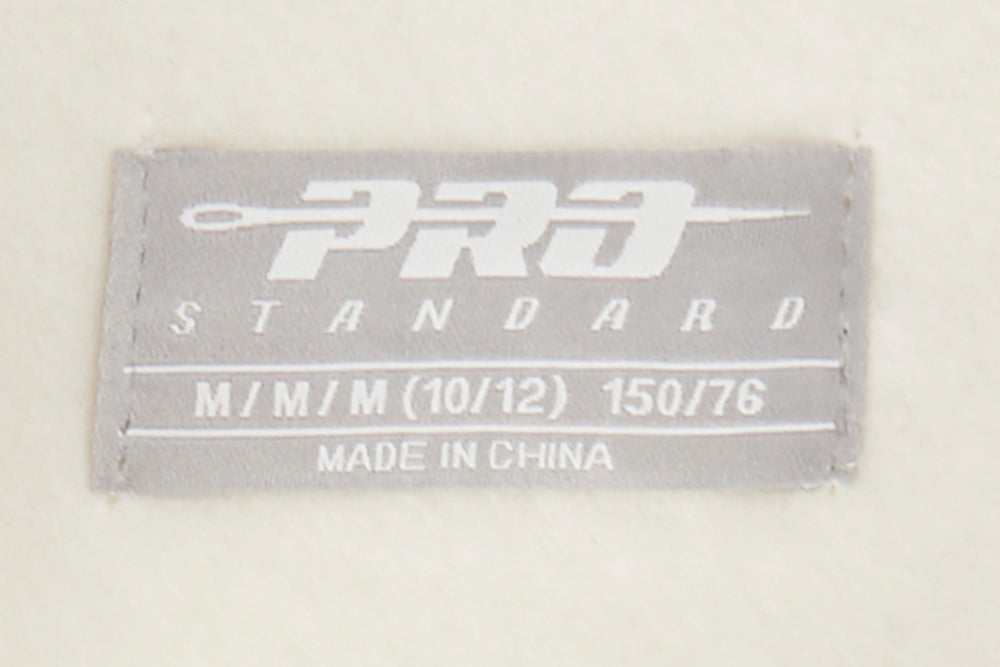 PRO
STANDARD
M/M/M (10/12) 150/76
MADE IN CHINA